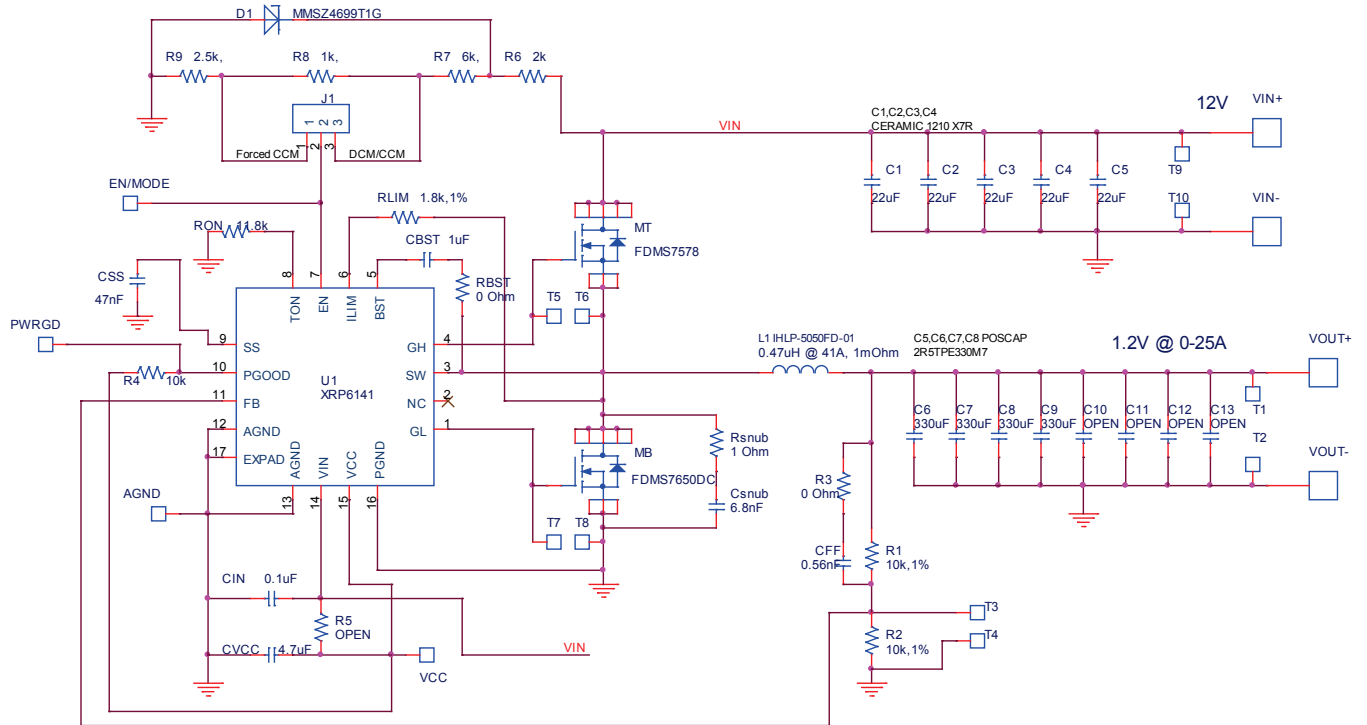 D1 MMSZ4699T1G
R9 2.5k,
R8 1k,
R7 6k,
R6 2k
J1
1 2 3
1
2
3
Forced CCM
DCM/CCM
VIN
12V
VIN+
C1,C2,C3,C4
CERAMIC 1210 X7R
C1
22uF
C2
22uF
C3
22uF
C4
22uF
C5
22uF
T9
T10
VIN-
EN/MODE
RON 11.8k
RLIM 1.8k,1%
CBST 1uF
RBST
0 Ohm
CSS
47nF
MT
FDMS7578
T5 T6
PWRGD
R4 10k
8
7
6
5
TON
EN
ILIM
BST
9
SS
10
PGOOD
11
FB
12
AGND
17
EXPAD
U1
XRP6141
GH
4
SW
3
NC
2
GL
1
AGND
VIN
VCC
PGND
13
14
15
16
AGND
L1 IHLP-5050FD-01
0.47uH @ 41A, 1mOhm
C5,C6,C7,C8 POSCAP
2R5TPE330M7
1.2V @ 0-25A
VOUT+
C6
330uF
C7
330uF
C8
330uF
C9
330uF
C10
OPEN
C11
OPEN
C12
OPEN
C13
OPEN
T1
T2
VOUT-
MB
FDMS7650DC
Rsnub
1 Ohm
Csnub
6.8nF
T7 T8
R3
0 Ohm
CFF
0.56nF
R1
10k,1%
R2
10k,1%
T3
T4
CIN 0.1uF
R5
OPEN
CVCC 4.7uF
VCC
VIN